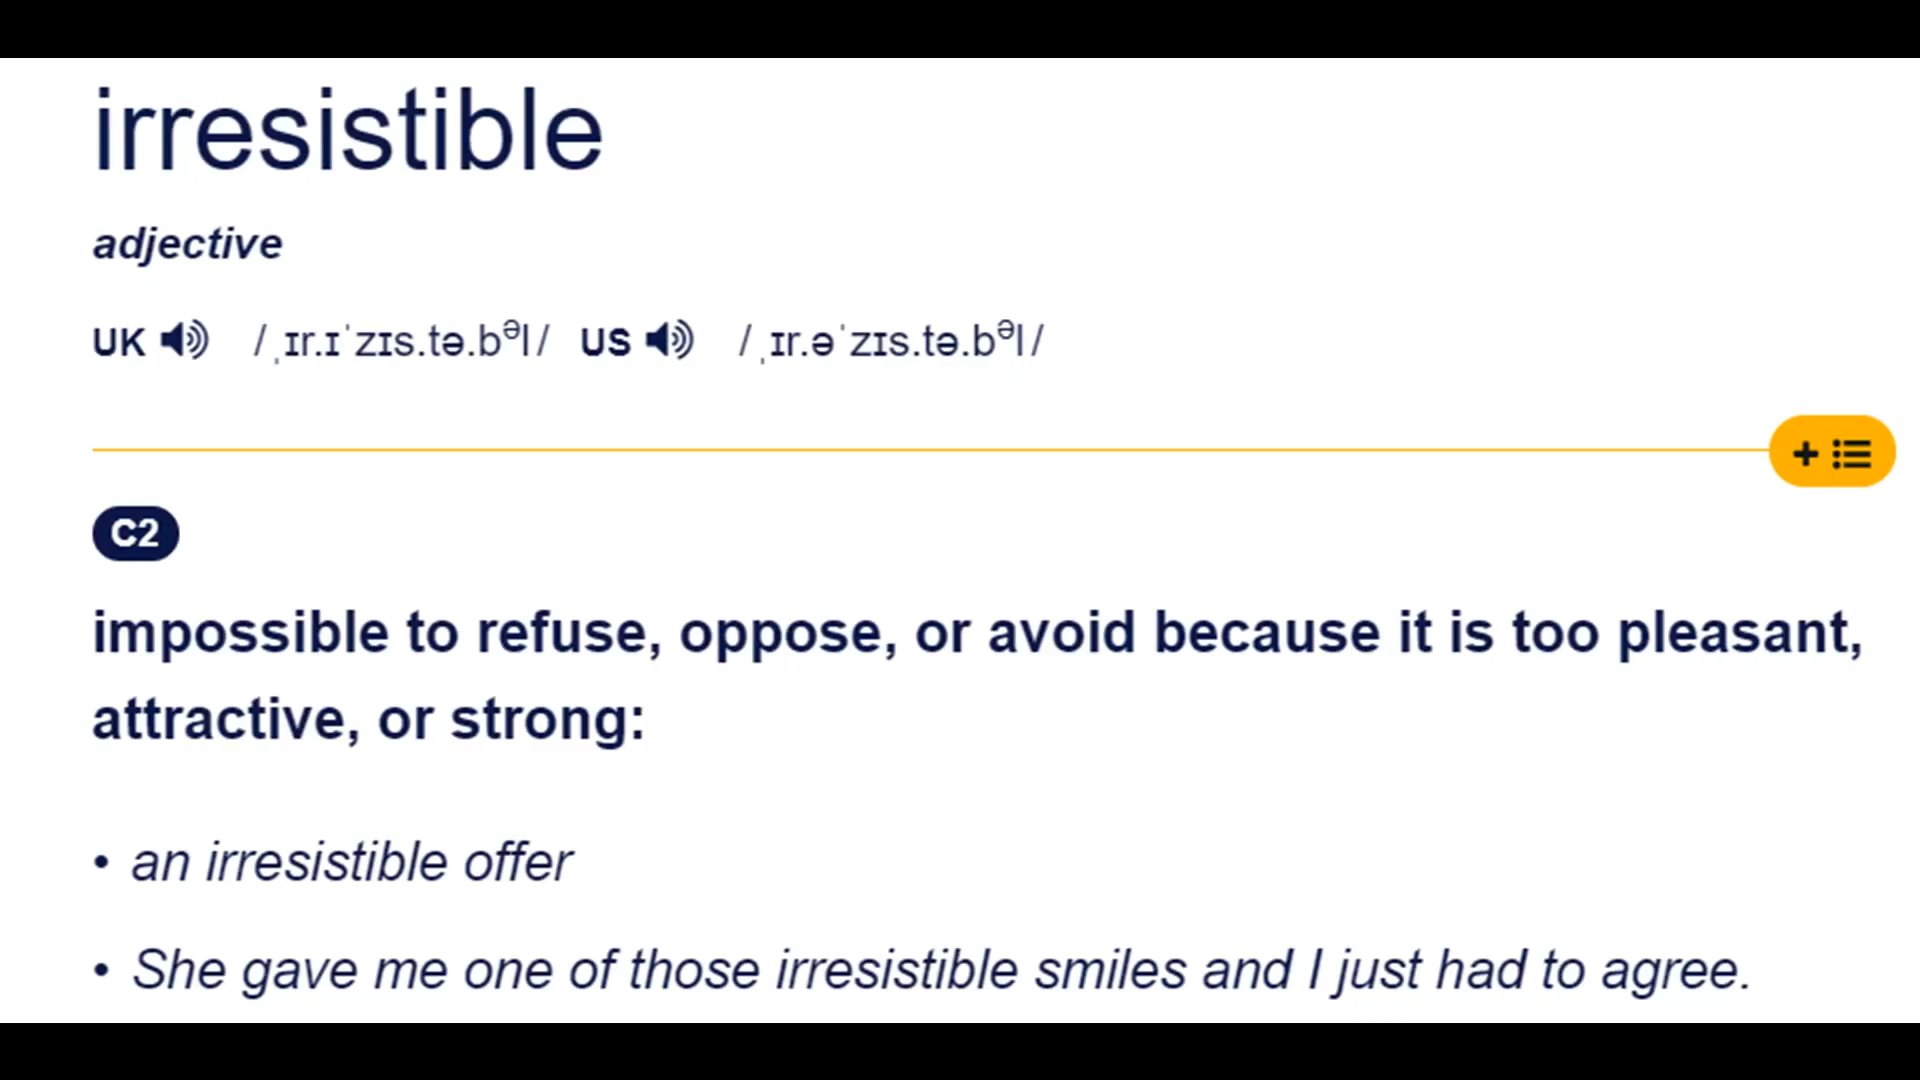 irresistible
adjective
UK /ˌɪr.ɪˈzɪs.tə.bᵊl/ US /ˌɪr.əˈzɪs.tə.bᵊl/
+
C2
impossible to refuse, oppose, or avoid because it is too pleasant,
attractive, or strong:
• an irresistible offer
• She gave me one of those irresistible smiles and I just had to agree.